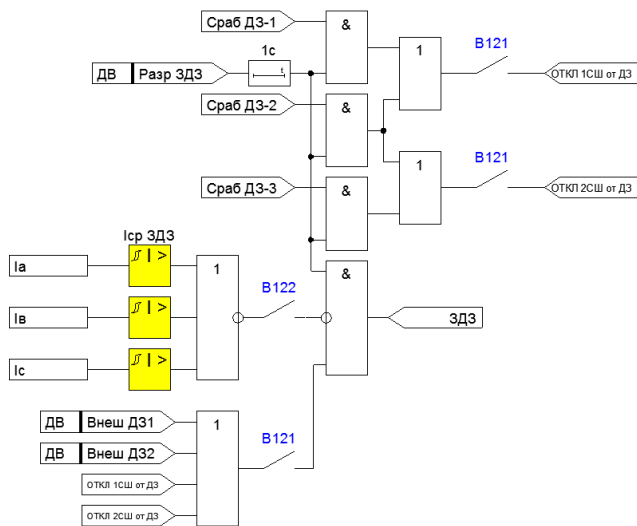 Сраб ДЗ-1
&
1
В121
1с
t
ДВ Разр ЗДЗ
ОТКЛ 1СШ от ДЗ
Сраб ДЗ-2
&
1
В121
Сраб ДЗ-3
&
ОТКЛ 2СШ от ДЗ
Iср ЗДЗ
Iа
I >
1
В122
&
Iв
I >
ЗДЗ
Iс
I >
ДВ Внеш ДЗ1
1
В121
ДВ Внеш ДЗ2
ОТКЛ 1СШ от ДЗ
ОТКЛ 2СШ от ДЗ